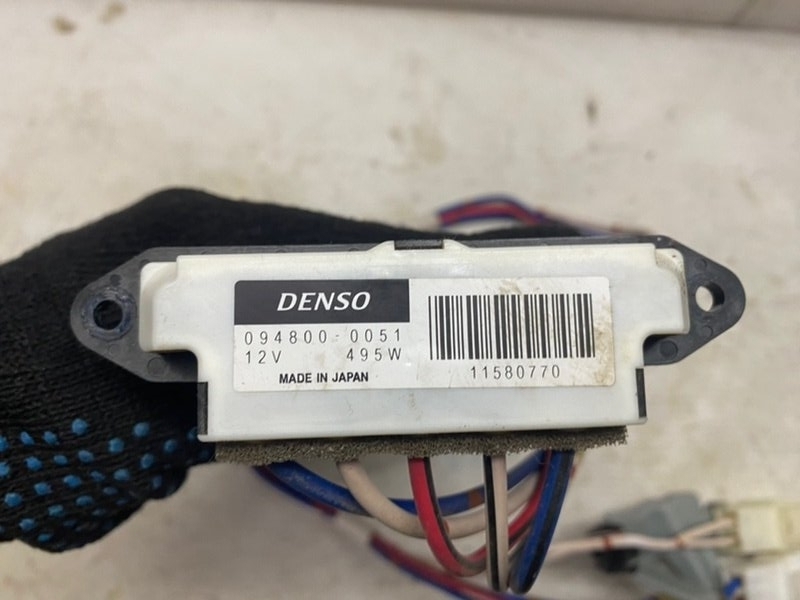 DENSO
094800-0051
12V 495W
MADE IN JAPAN
11580770